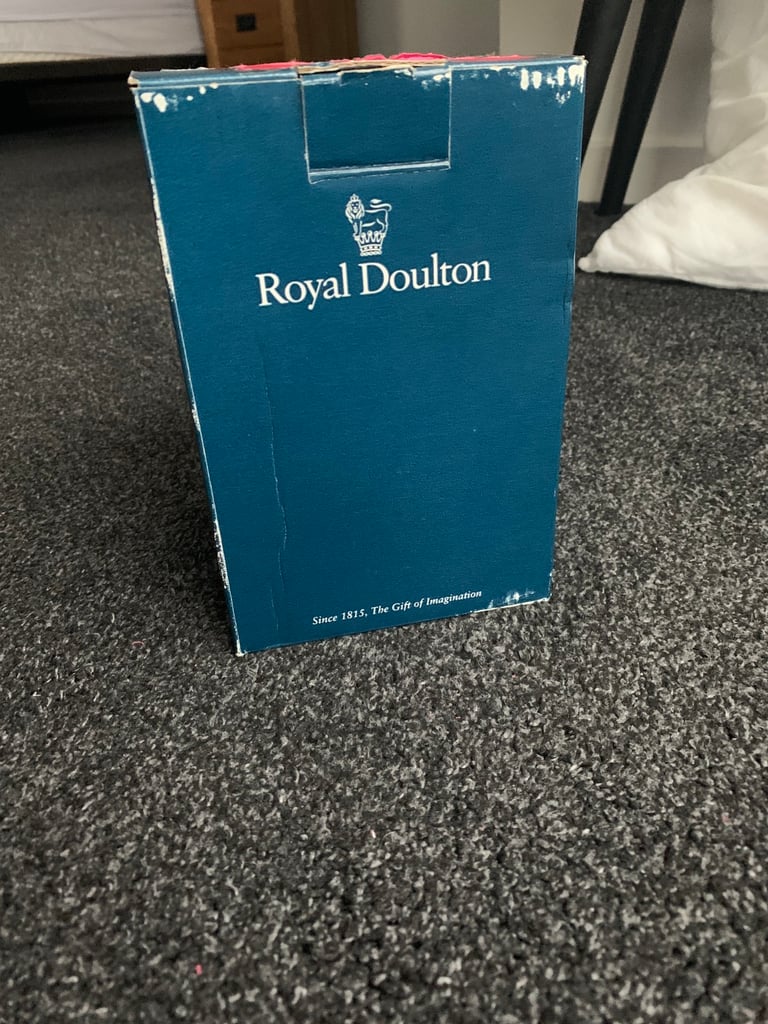 Royal Doulton
Since 1815, The Gift of Imagination